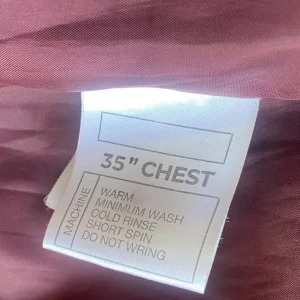 35" CHEST
MACHINE
WARM
MINIMUM WASH
COLD RINSE
SHORT SPIN
DO NOT WRING